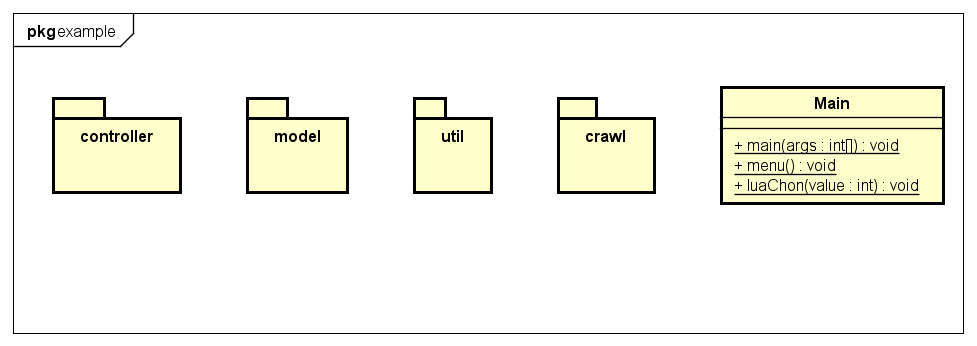 pkg example
controller
model
util
crawl
Main
+ main(args : int[]) : void
+ menu() : void
+ luaChon(value : int) : void